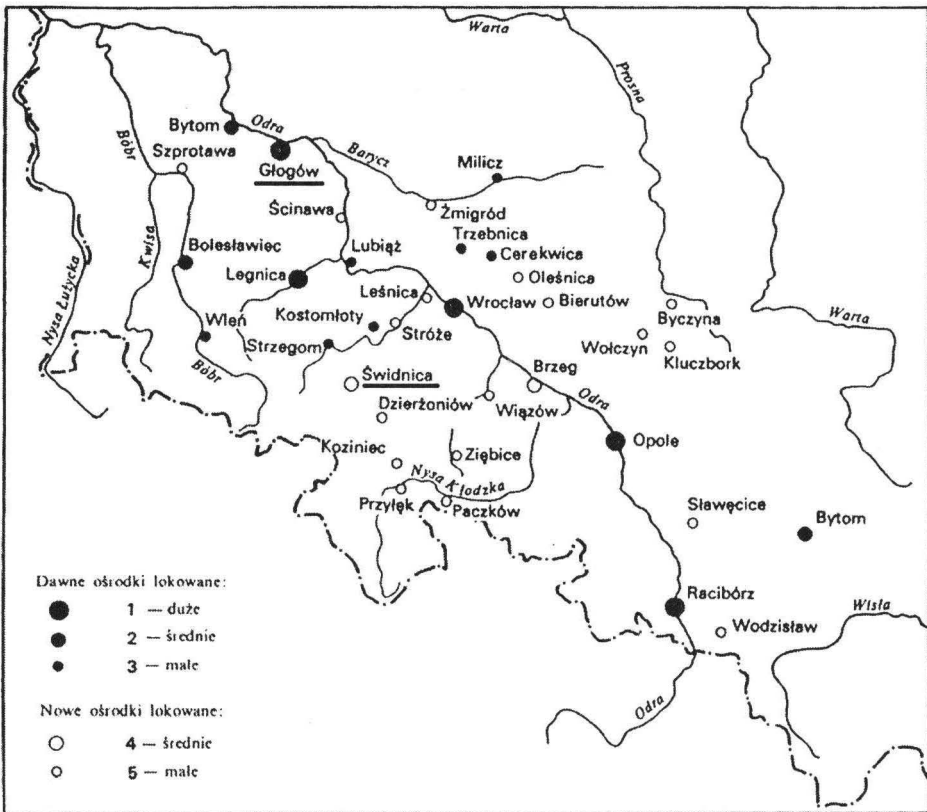 Warta
Prosna
Odra
Bytom
Bóbr
Szprotawa
Głogów
Barycz
Milicz
Żmigród
Ścinawa
Trzebnica
Cerekwica
Lubiąż
Oleśnica
Bolesławiec
Kwisa
Nysa Łużycka
Legnica
Leśnica
Wrocław
Bierutów
Byczyna
Warta
Kostomłoty
Stróże
Wołczyn
Kluczbork
Wleń
Strzegom
Bóbr
Świdnica
Brzeg
Odra
Dzierżoniów
Wiązów
Opole
Koziniec
Ziębice
Nysa Kłodzka
Przyłęk
Paczków
Sławęcice
Bytom
Racibórz
Wodzisław
Wisła
Odra
Dawne ośrodki lokowane:
1 — duże
2 — średnie
3 — małe
Nowe ośrodki lokowane:
4 — średnie
5 — małe